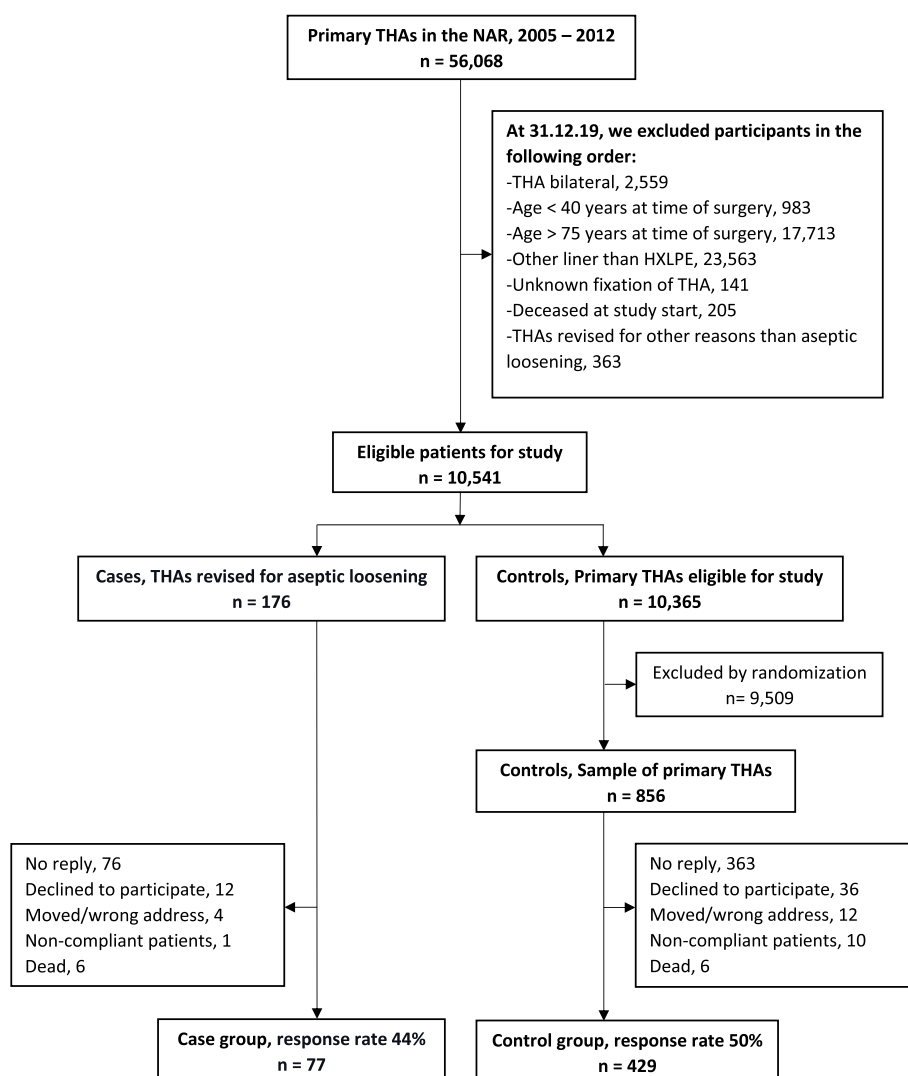 Primary THAs in the NAR, 2005 – 2012
n = 56,068
At 31.12.19, we excluded participants in the
following order:
-THA bilateral, 2,559
-Age < 40 years at time of surgery, 983
-Age > 75 years at time of surgery, 17,713
-Other liner than HXLPE, 23,563
-Unknown fixation of THA, 141
-Deceased at study start, 205
-THAs revised for other reasons than aseptic
loosening, 363
Eligible patients for study
n = 10,541
Cases, THAs revised for aseptic loosening
n = 176
Controls, Primary THAs eligible for study
n = 10,365
Excluded by randomization
n= 9,509
Controls, Sample of primary THAs
n = 856
No reply, 76
Declined to participate, 12
Moved/wrong address, 4
Non-compliant patients, 1
Dead, 6
No reply, 363
Declined to participate, 36
Moved/wrong address, 12
Non-compliant patients, 10
Dead, 6
Case group, response rate 44%
n = 77
Control group, response rate 50%
n = 429